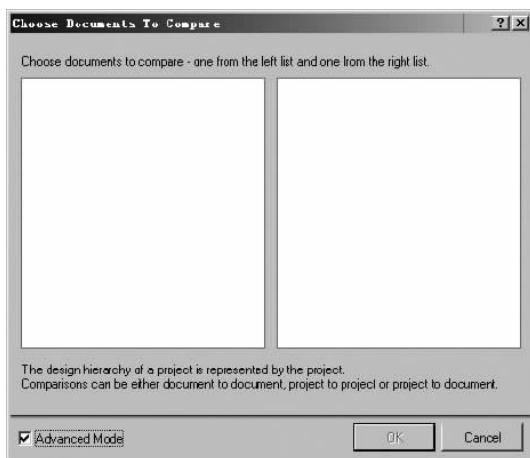 Choose Documents To Compare
Choose documents to compare - one from the left list and one from the right list.
The design hierarchy of a project is represented by the project.
Comparisons can be either document to document, project to project or project to document.
Advanced Mode
OK
Cancel